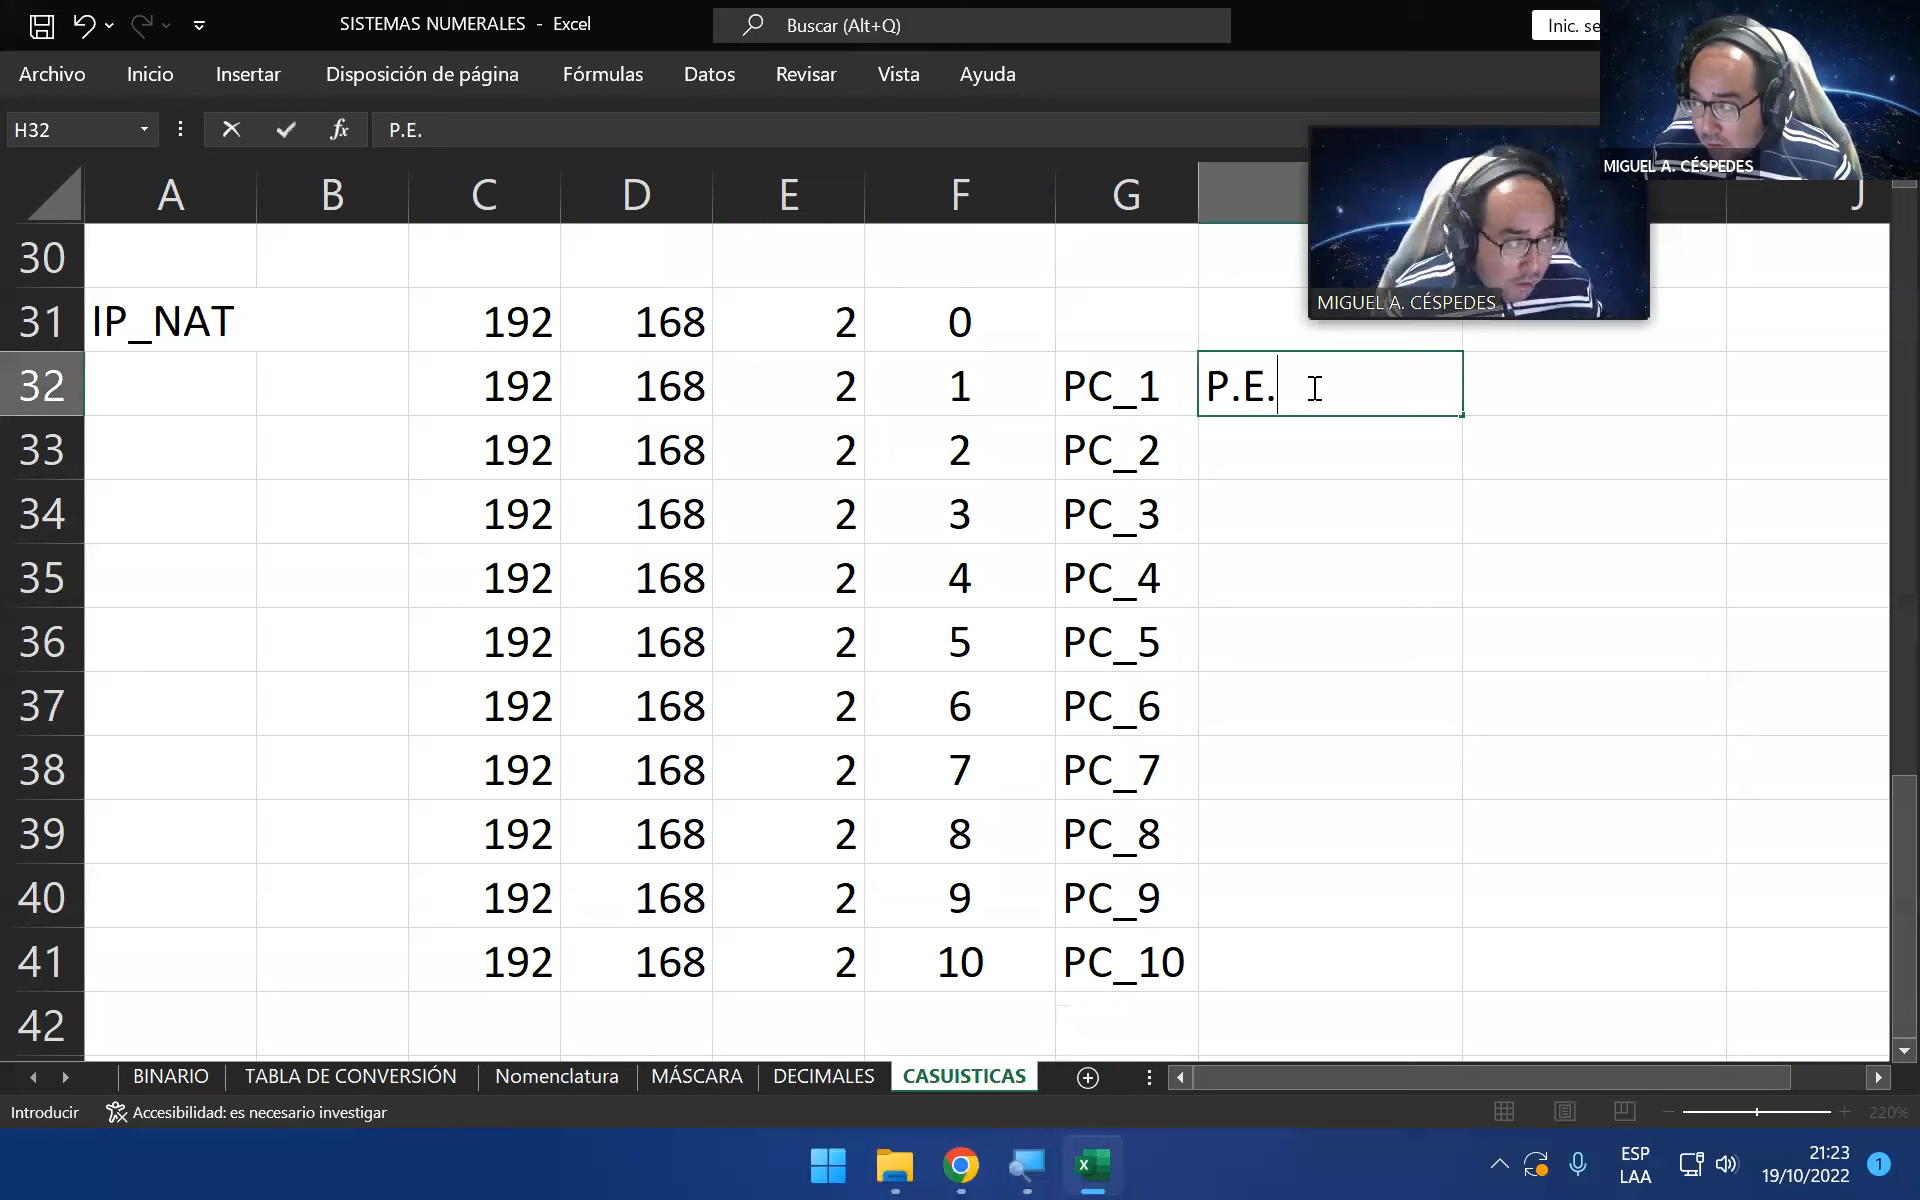 SISTEMAS NUMERALES - Excel
Buscar (Alt+Q)
Inic. se
Archivo Inicio Insertar Disposición de página Fórmulas Datos Revisar Vista Ayuda
H32 fx P.E.
MIGUEL A. CÉSPEDES
MIGUEL A. CÉSPEDES
A B C D E F G J
30
31 IP_NAT 192 168 2 0
32 192 168 2 1 PC_1 P.E.
33 192 168 2 2 PC_2
34 192 168 2 3 PC_3
35 192 168 2 4 PC_4
36 192 168 2 5 PC_5
37 192 168 2 6 PC_6
38 192 168 2 7 PC_7
39 192 168 2 8 PC_8
40 192 168 2 9 PC_9
41 192 168 2 10 PC_10
42
BINARIO TABLA DE CONVERSIÓN Nomenclatura MÁSCARA DECIMALES CASUISTICAS
Introducir Accesibilidad: es necesario investigar 220%
ESP 21:23
LAA 19/10/2022 1